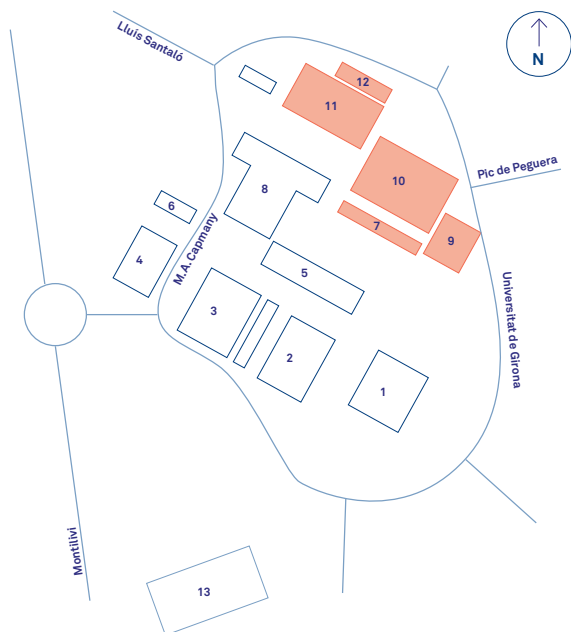 Lluís Santaló
N
12
11
Pic de Peguera
10
8
6
7
9
4
M.A. Capmany
5
3
Universitat de Girona
2
1
Montilivi
13